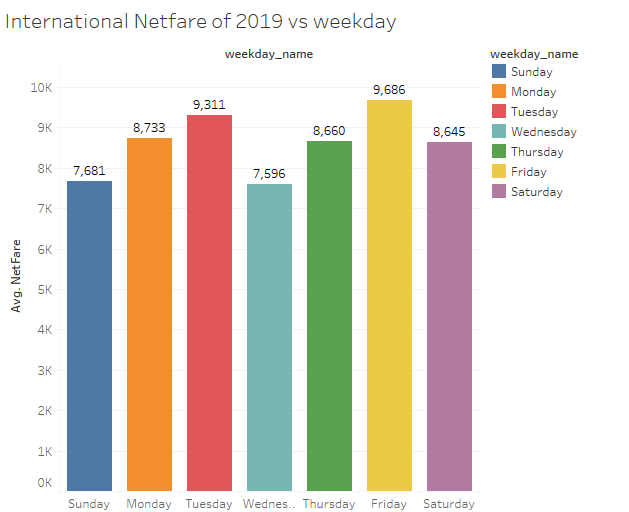 International Netfare of 2019 vs weekday
weekday_name
10K
9K
8K
7K
6K
5K
4K
3K
2K
1K
0K
Avg. NetFare
7,681
8,733
9,311
7,596
8,660
9,686
8,645
Sunday
Monday
Tuesday
Wednes..
Thursday
Friday
Saturday
weekday_name
Sunday
Monday
Tuesday
Wednesday
Thursday
Friday
Saturday